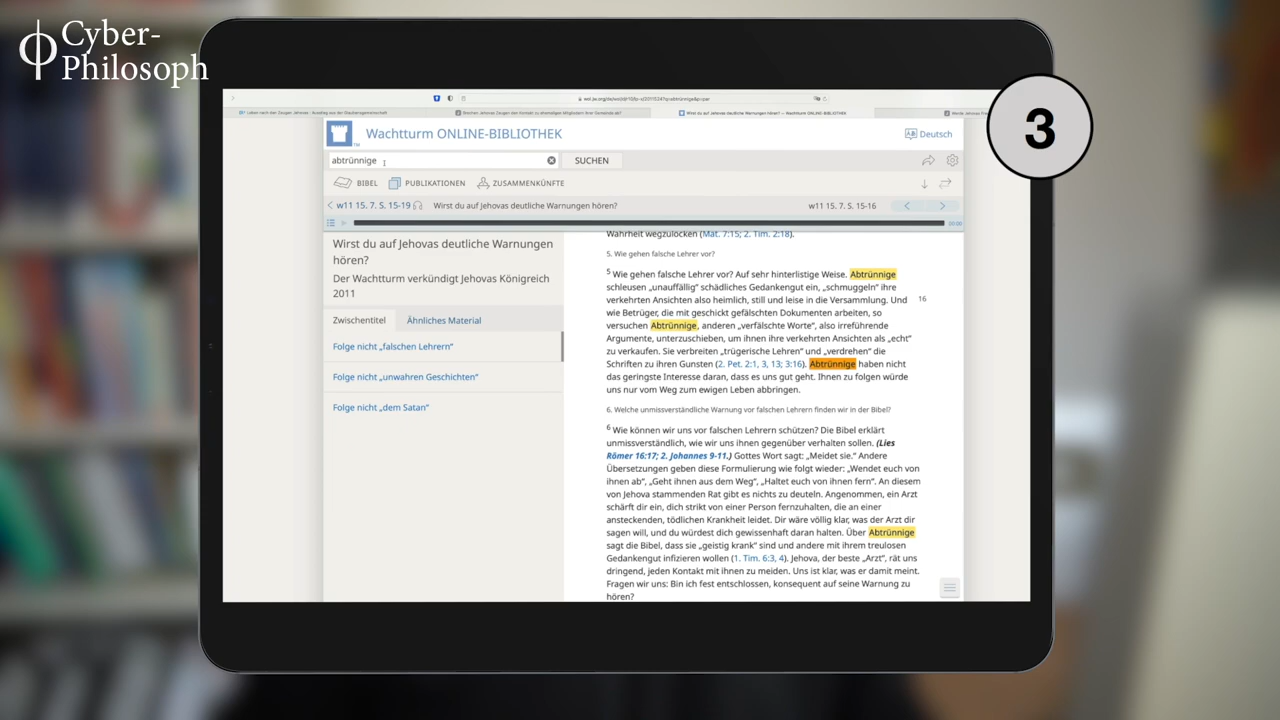 Cyber-
Philosoph
3
Wachtturm ONLINE-BIBLIOTHEK
Deutsch
abtrünnige
SUCHEN
BIBEL PUBLIKATIONEN ZUSAMMENKÜNFTE
w11 15. 7. S. 15-19 Wirst du auf Jehovas deutliche Warnungen hören? w11 15. 7. S. 15-16
Wirst du auf Jehovas deutliche Warnungen
hören?
Der Wachtturm verkündigt Jehovas Königreich
2011
Zwischentitel Ähnliches Material
Folge nicht „falschen Lehrern“
Folge nicht „unwahren Geschichten“
Folge nicht „dem Satan“
Wahrheit wegzulocken (Mat. 7:15; 2. Tim. 2:18).
5. Wie gehen falsche Lehrer vor?
5 Wie gehen falsche Lehrer vor? Auf sehr hinterlistige Weise. Abtrünnige
schleusen „unauffällig“ schädliches Gedankengut ein, „schmuggeln“ ihre
verkehrten Ansichten also heimlich, still und leise in die Versammlung. Und
16
wie Betrüger, die mit geschickt gefälschten Dokumenten arbeiten, so
versuchen Abtrünnige, anderen „verfälschte Worte“, also irreführende
Argumente, unterzuschieben, um ihnen ihre verkehrten Ansichten als „echt“
zu verkaufen. Sie verbreiten „trügerische Lehren“ und „verdrehen“ die
Schriften zu ihren Gunsten (2. Pet. 2:1, 3, 13; 3:16). Abtrünnige haben nicht
das geringste Interesse daran, dass es uns gut geht. Ihnen zu folgen würde
uns nur vom Weg zum ewigen Leben abbringen.
6. Welche unmissverständliche Warnung vor falschen Lehrern finden wir in der Bibel?
6 Wie können wir uns vor falschen Lehrern schützen? Die Bibel erklärt
unmissverständlich, wie wir uns ihnen gegenüber verhalten sollen. (Lies
Römer 16:17; 2. Johannes 9-11.) Gottes Wort sagt: „Meidet sie.“ Andere
Übersetzungen geben diese Formulierung wie folgt wieder: „Wendet euch von
ihnen ab“, „Geht ihnen aus dem Weg“, „Haltet euch von ihnen fern“. An diesem
von Jehova stammenden Rat gibt es nichts zu deuteln. Angenommen, ein Arzt
schärft dir ein, dich strikt von einer Person fernzuhalten, die an einer
ansteckenden, tödlichen Krankheit leidet. Dir wäre völlig klar, was der Arzt dir
sagen will, und du würdest dich gewissenhaft daran halten. Über Abtrünnige
sagt die Bibel, dass sie „geistig krank“ sind und andere mit ihrem treulosen
Gedankengut infizieren wollen (1. Tim. 6:3, 4). Jehova, der beste „Arzt“, rät uns
dringend, jeden Kontakt mit ihnen zu meiden. Uns ist klar, was er damit meint.
Fragen wir uns: Bin ich fest entschlossen, konsequent auf seine Warnung zu
hören?